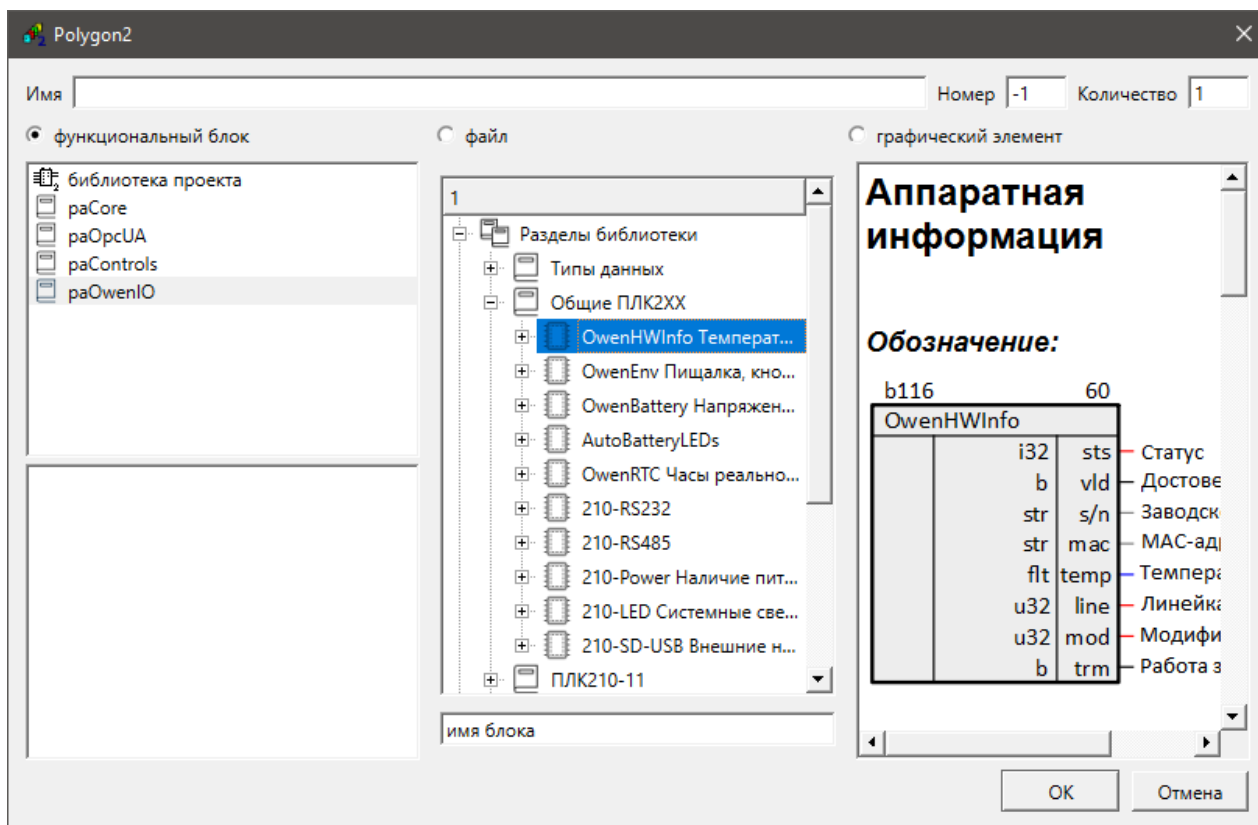 Polygon2
Имя
Номер -1 Количество 1
функциональный блок
файл
графический элемент
библиотека проекта
paCore
paOpcUA
paControls
paOwenIO
1
Разделы библиотеки
Типы данных
Общие ПЛК2XX
OwenHWInfo Температ...
OwenEnv Пищалка, кно...
OwenBattery Напряжен...
AutoBatteryLEDs
OwenRTC Часы реально...
210-RS232
210-RS485
210-Power Наличие пит...
210-LED Системные све...
210-SD-USB Внешние н...
ПЛК210-11
имя блока
Аппаратная
информация
Обозначение:
b116 60
OwenHWInfo
i32 sts Статус
b vld Достове
str s/n Заводск
str mac MAC-ад
flt temp Темпера
u32 line Линейка
u32 mod Модифи
b trm Работа з
OK
Отмена